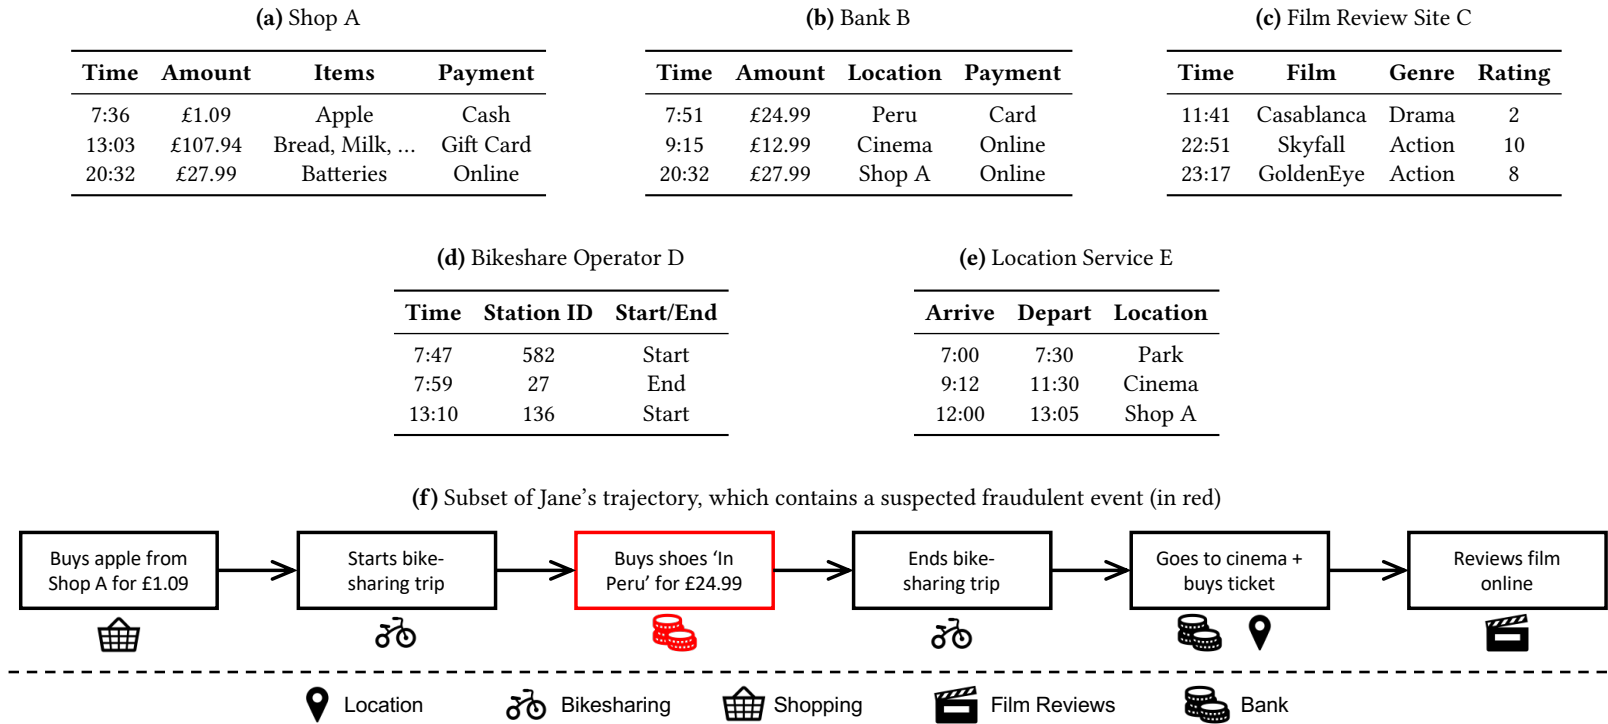 (a) Shop A
Time Amount Items Payment
7:36 £1.09 Apple Cash
13:03 £107.94 Bread, Milk, ... Gift Card
20:32 £27.99 Batteries Online
(b) Bank B
Time Amount Location Payment
7:51 £24.99 Peru Card
9:15 £12.99 Cinema Online
20:32 £27.99 Shop A Online
(c) Film Review Site C
Time Film Genre Rating
11:41 Casablanca Drama 2
22:51 Skyfall Action 10
23:17 GoldenEye Action 8
(d) Bikeshare Operator D
Time Station ID Start/End
7:47 582 Start
7:59 27 End
13:10 136 Start
(e) Location Service E
Arrive Depart Location
7:00 7:30 Park
9:12 11:30 Cinema
12:00 13:05 Shop A
(f) Subset of Jane's trajectory, which contains a suspected fraudulent event (in red)
Buys apple from
Shop A for £1.09
Starts bike-
sharing trip
Buys shoes 'In
Peru' for £24.99
Ends bike-
sharing trip
Goes to cinema +
buys ticket
Reviews film
online
Location
Bikesharing
Shopping
Film Reviews
Bank